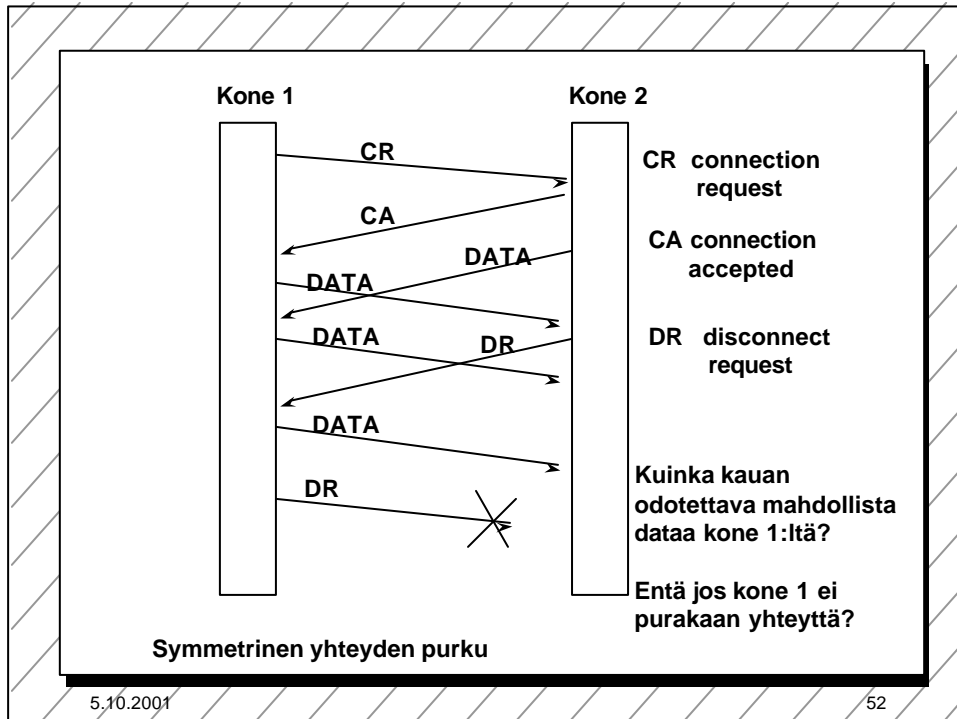 Kone 1
Kone 2
CR
CR connection
request
CA
CA connection
accepted
DATA
DATA
DATA
DR
DR disconnect
request
DATA
DR
Kuinka kauan
odotettava mahdollista
dataa kone 1:ltä?
Entä jos kone 1 ei
purakaan yhteyttä?
Symmetrinen yhteyden purku
5.10.2001
52